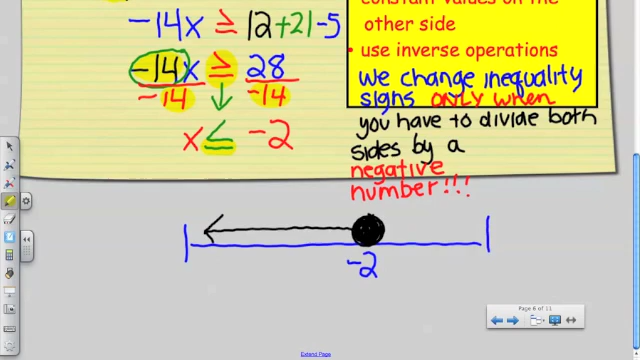 constant values on the
other side
-14x ≥ 12 +21 -5
• use inverse operations
-14x ≥ 28
-14 -14
x ≤ -2
we change inequality
signs only when
you have to divide both
sides by a
negative
number!!!
-2
Page 6 of 11
Extend Page